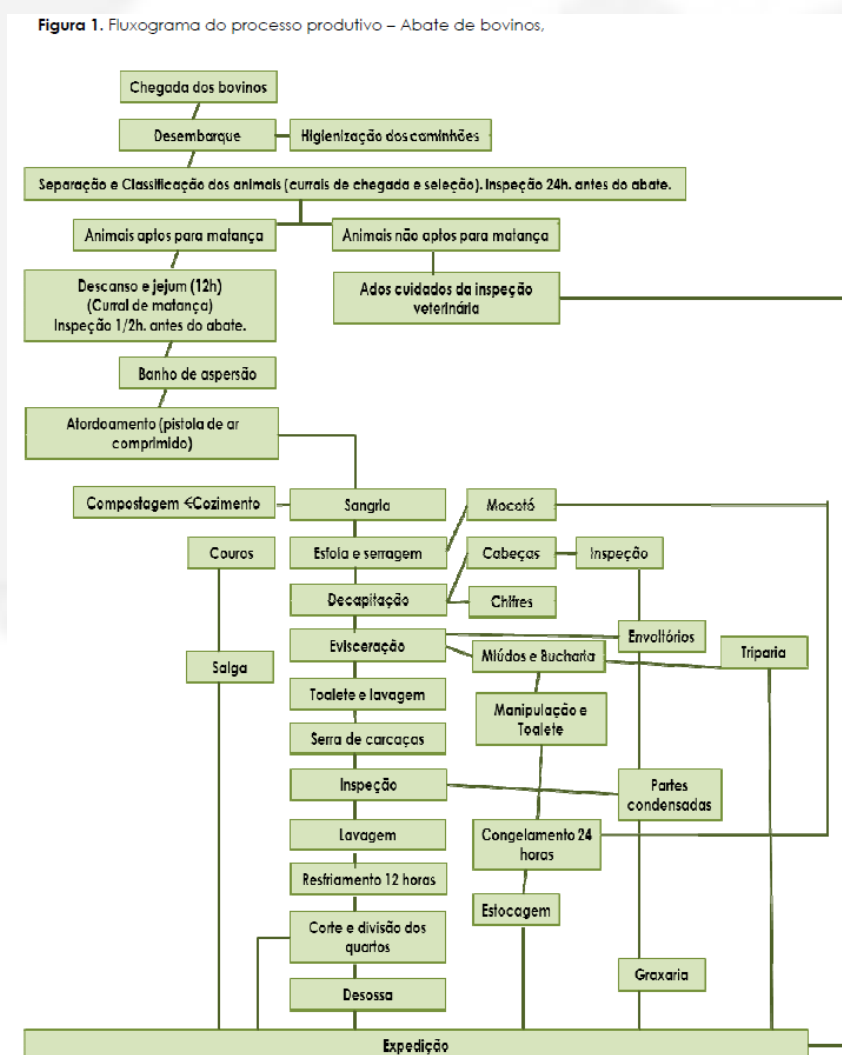 Figura 1. Fluxograma do processo produtivo – Abate de bovinos,
Chegada dos bovinos
Desembarque
Higienização dos caminhões
Separação e Classificação dos animais (currais de chegada e seleção). Inspeção 24h. antes do abate.
Animais aptos para matança
Animais não aptos para matança
Descanso e jejum (12h)
(Curral de matança)
Inspeção 1/2h. antes do abate.
Ados cuidados da inspeção
veterinária
Banho de aspersão
Atordoamento (pistola de ar
comprimido)
Compostagem ←Cozimento
Sangria
Mocotó
Couros
Esfola e serragem
Cabeças
Inspeção
Decapitação
Chifres
Evisceração
Envoltórios
Miúdos e Bucharia
Triparia
Salga
Toalete e lavagem
Manipulação e
Toalete
Serra de carcaças
Inspeção
Partes
condensadas
Lavagem
Congelamento 24
horas
Resfriamento 12 horas
Estocagem
Corte e divisão dos
quartos
Graxaria
Desossa
Expedição